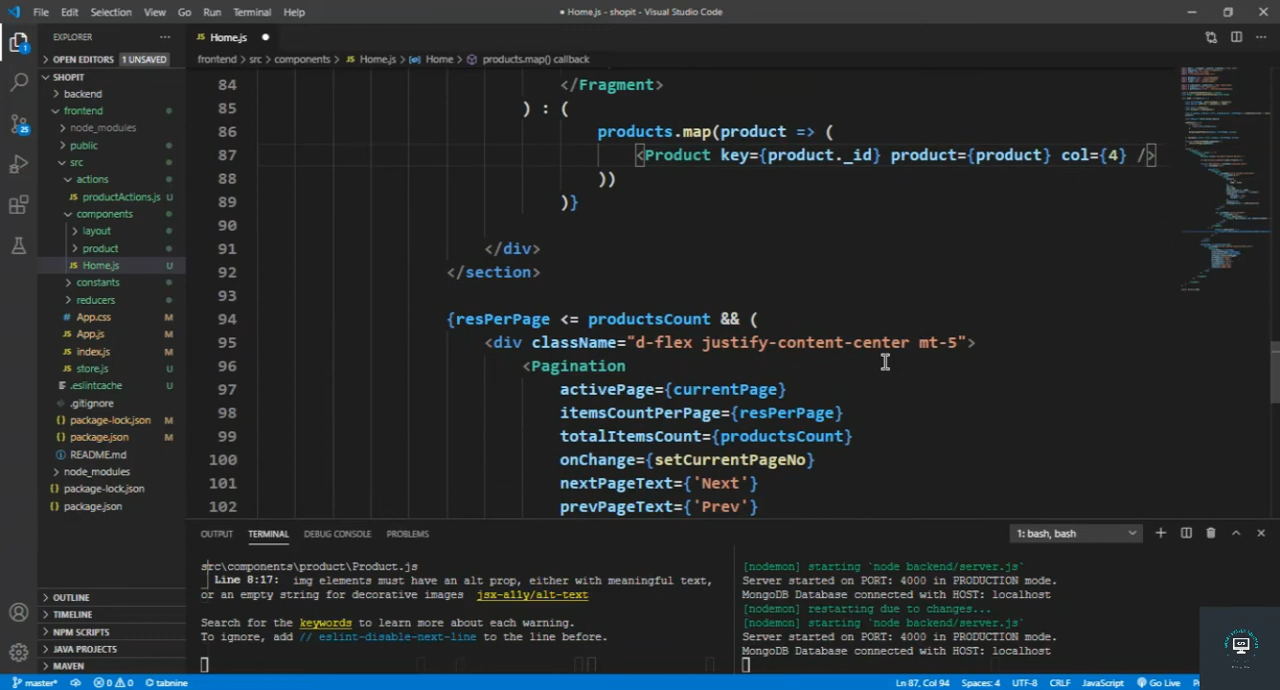 File Edit Selection View Go Run Terminal Help
● Home.js - shopit - Visual Studio Code
EXPLORER
OPEN EDITORS 1 UNSAVED
SHOPIT
backend
frontend
node_modules
public
src
actions
productActions.js U
components
layout
product
Home.js U
constants
reducers
App.css M
App.js M
index.js M
store.js M
.eslintcache U
.gitignore
package-lock.json M
package.json M
README.md
node_modules
package-lock.json
package.json
OUTLINE
TIMELINE
NPM SCRIPTS
JAVA PROJECTS
MAVEN
JS Home.js ●
frontend > src > components > JS Home.js > Home > products.map() callback
84 </Fragment>
85 ) : (
86 products.map(product => (
87 <Product key={product._id} product={product} col={4} />
88 ))
89 )}
90
91 </div>
92 </section>
93
94 {resPerPage <= productsCount && (
95 <div className="d-flex justify-content-center mt-5">
96 <Pagination
97 activePage={currentPage}
98 itemsCountPerPage={resPerPage}
99 totalItemsCount={productsCount}
100 onChange={setCurrentPageNo}
101 nextPageText={'Next'}
102 prevPageText={'Prev'}
OUTPUT TERMINAL DEBUG CONSOLE PROBLEMS
1: bash, bash
src\components\product\Product.js
Line 8:17: img elements must have an alt prop, either with meaningful text,
or an empty string for decorative images jsx-a11y/alt-text
Search for the keywords to learn more about each warning.
To ignore, add // eslint-disable-next-line to the line before.
[nodemon] starting `node backend/server.js`
Server started on PORT: 4000 in PRODUCTION mode.
MongoDB Database connected with HOST: localhost
[nodemon] restarting due to changes...
[nodemon] starting `node backend/server.js`
Server started on PORT: 4000 in PRODUCTION mode.
MongoDB Database connected with HOST: localhost
master* 0 0 tabnine
Ln 87, Col 94 Spaces: 4 UTF-8 CRLF JavaScript Go Live